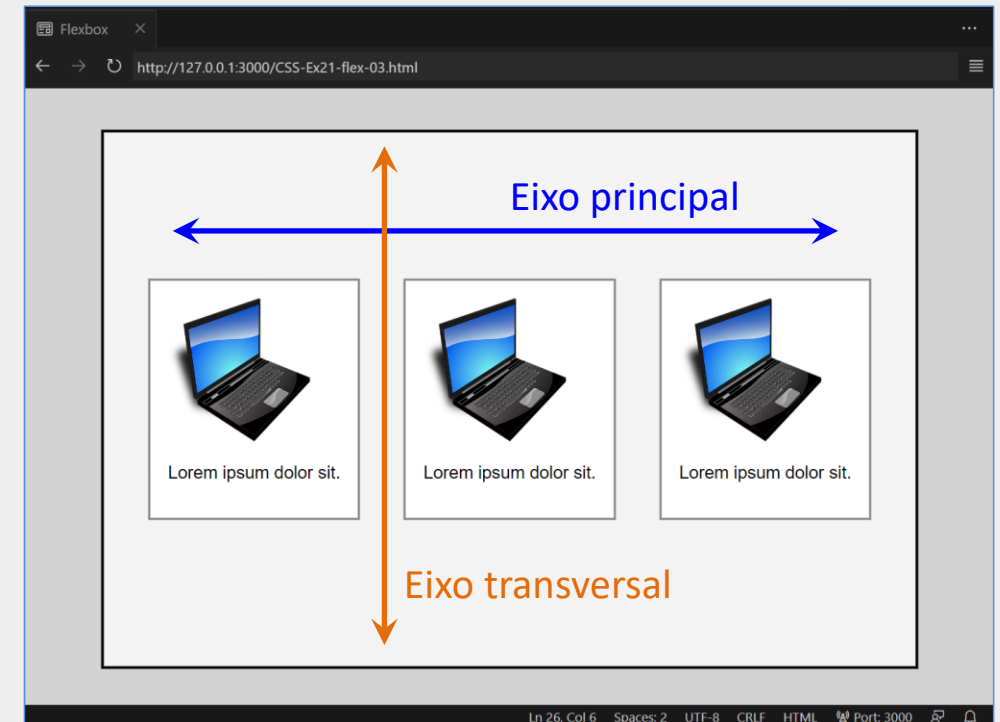 Flexbox
http://127.0.0.1:3000/CSS-Ex21-flex-03.html
Eixo principal
Lorem ipsum dolor sit.
Lorem ipsum dolor sit.
Lorem ipsum dolor sit.
Eixo transversal
Ln 26, Col 6 Spaces: 2 UTF-8 CRLF HTML Port: 3000